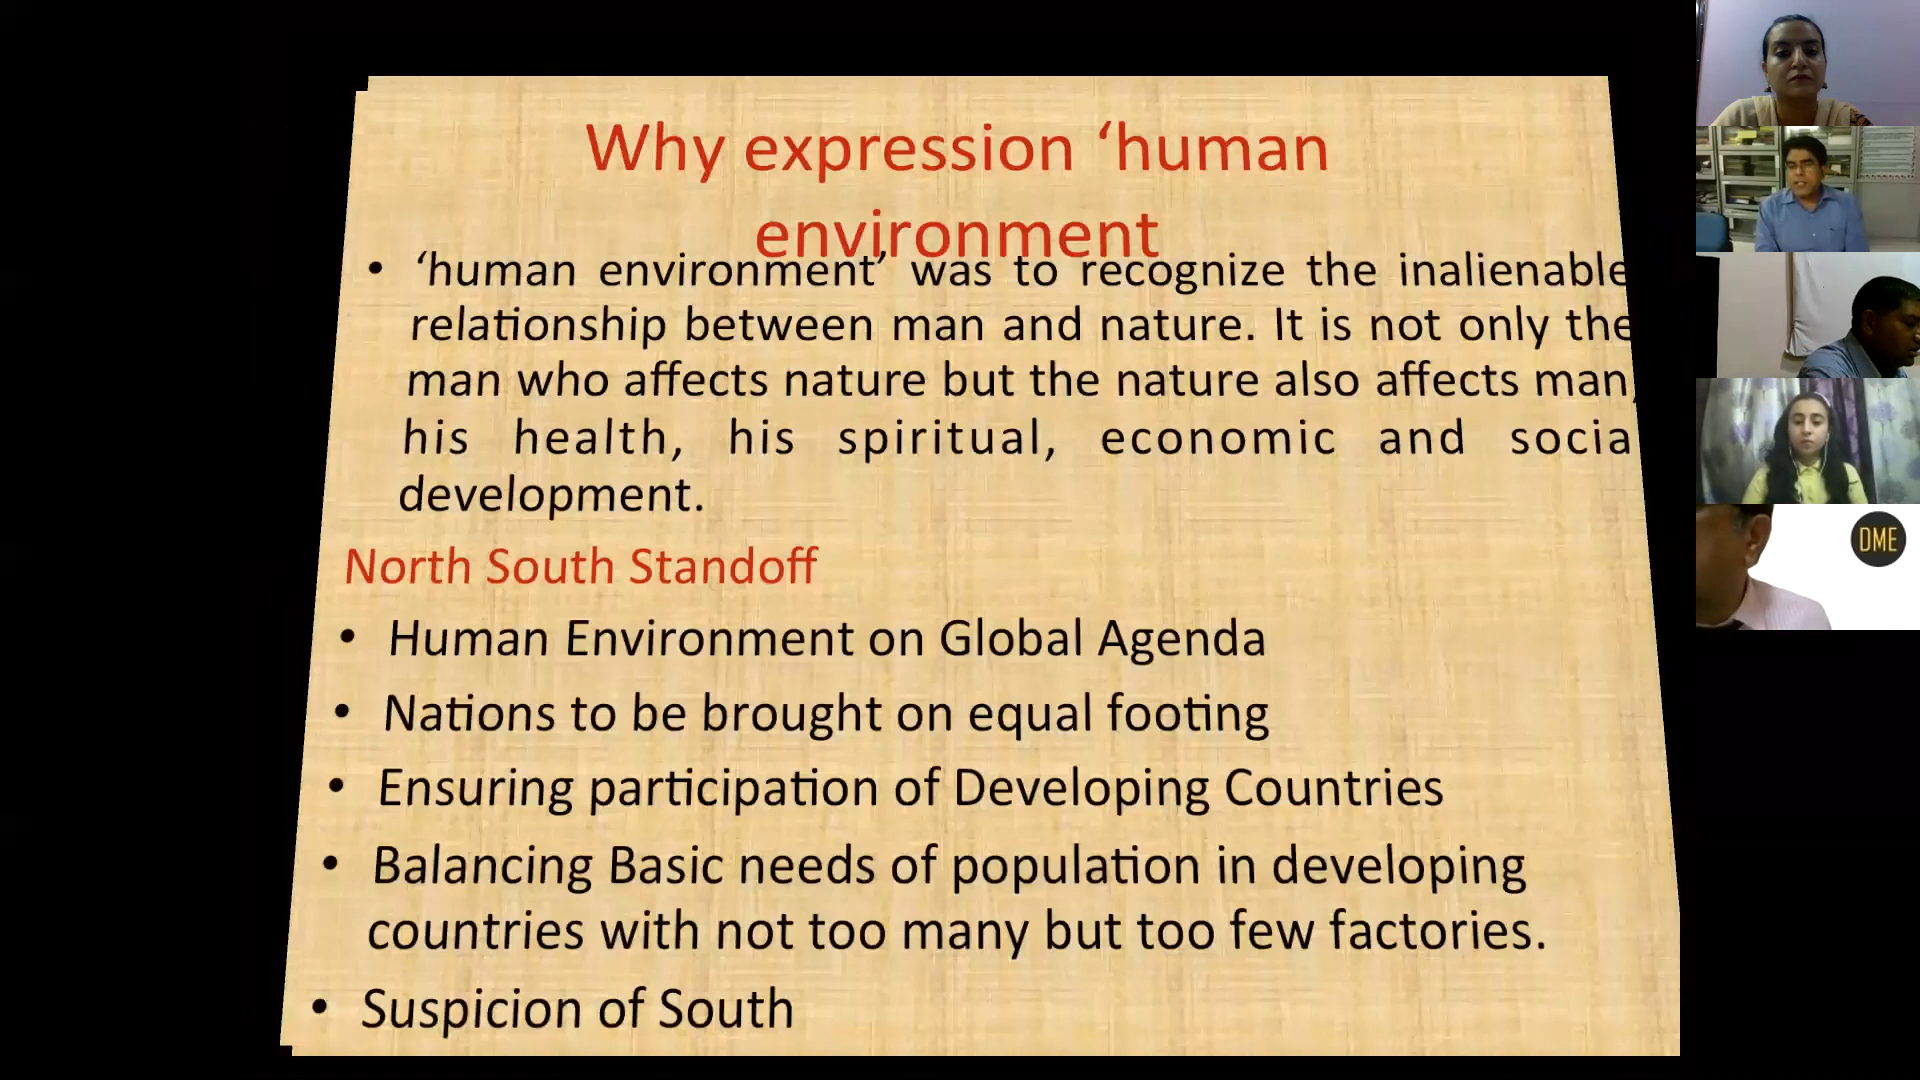 Why expression ‘human
environment
• ‘human environment’ was to recognize the inalienable
relationship between man and nature. It is not only the
man who affects nature but the nature also affects man,
his health, his spiritual, economic and socia
development.
North South Standoff
• Human Environment on Global Agenda
• Nations to be brought on equal footing
• Ensuring participation of Developing Countries
• Balancing Basic needs of population in developing
countries with not too many but too few factories.
• Suspicion of South
DME